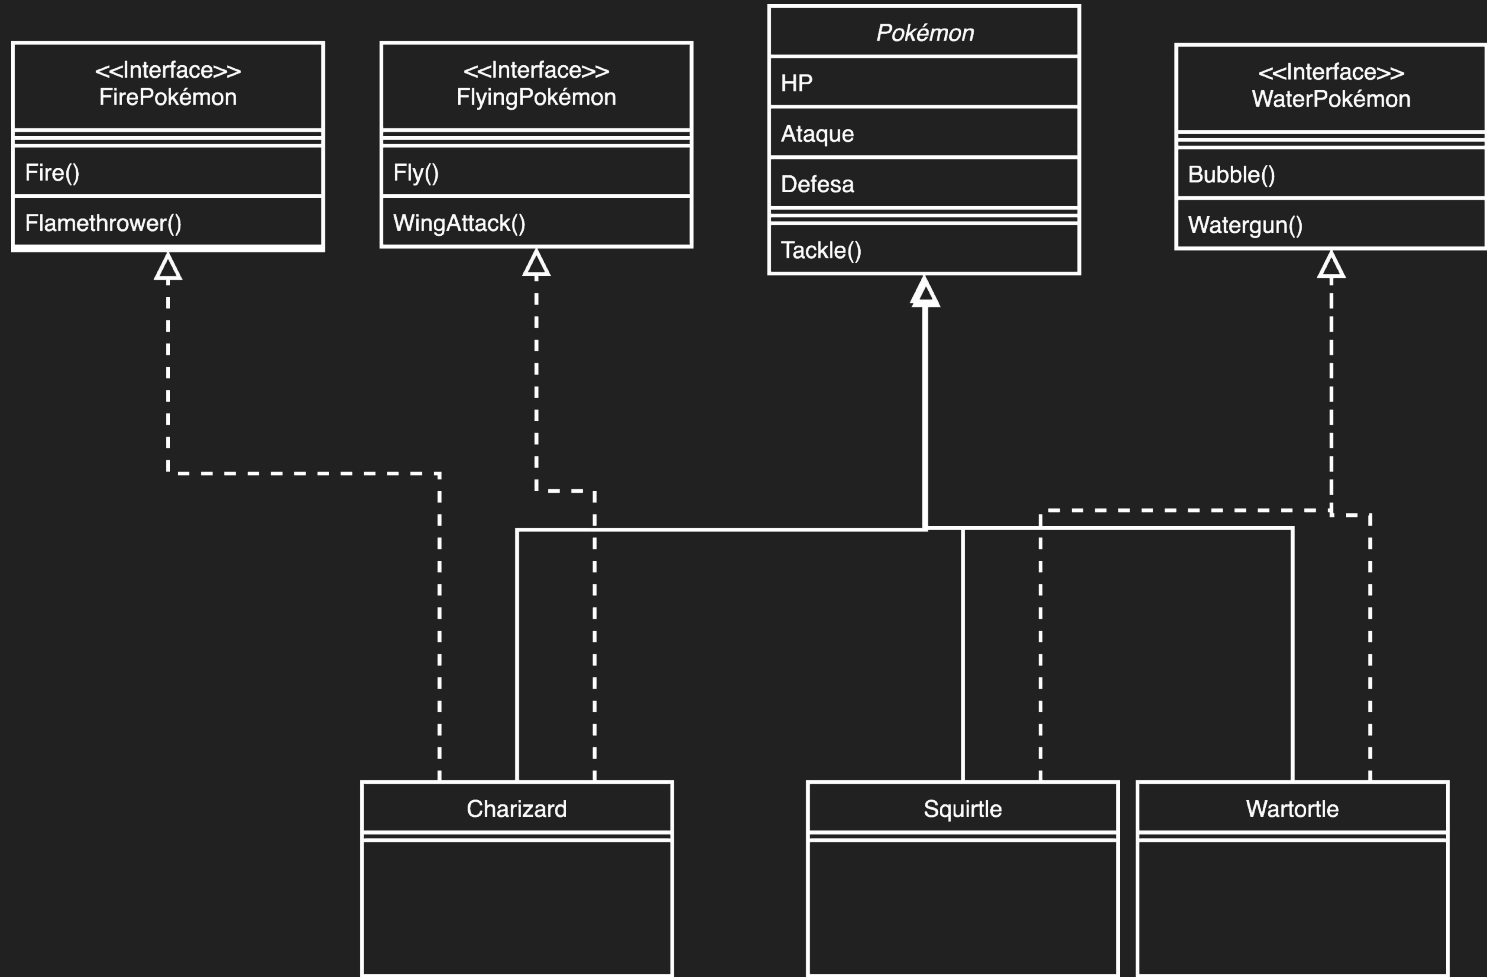 <<Interface>>
FirePokémon
Fire()
Flamethrower()
<<Interface>>
FlyingPokémon
Fly()
WingAttack()
Pokémon
HP
Ataque
Defesa
Tackle()
<<Interface>>
WaterPokémon
Bubble()
Watergun()
Charizard
Squirtle
Wartortle